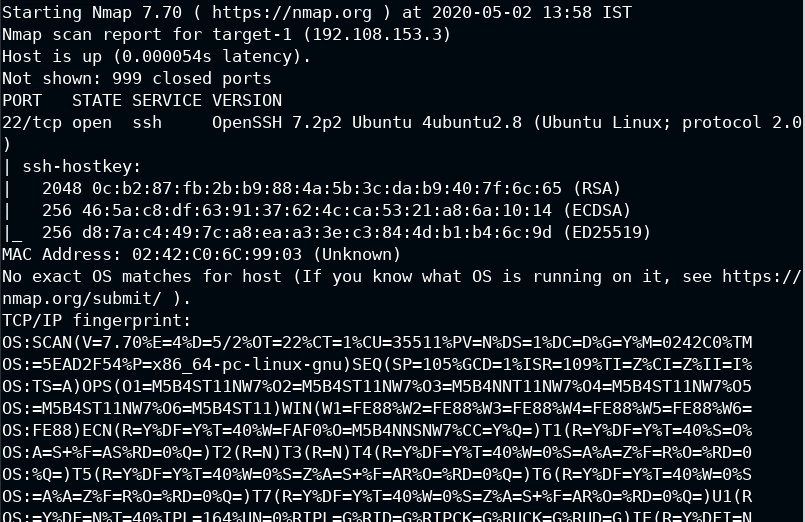 Starting Nmap 7.70 ( https://nmap.org ) at 2020-05-02 13:58 IST
Nmap scan report for target-1 (192.108.153.3)
Host is up (0.000054s latency).
Not shown: 999 closed ports
PORT   STATE SERVICE VERSION
22/tcp open  ssh     OpenSSH 7.2p2 Ubuntu 4ubuntu2.8 (Ubuntu Linux; protocol 2.0
)
| ssh-hostkey:
|   2048 0c:b2:87:fb:2b:b9:88:4a:5b:3c:da:b9:40:7f:6c:65 (RSA)
|   256 46:5a:c8:df:63:91:37:62:4c:ca:53:21:a8:6a:10:14 (ECDSA)
|_  256 d8:7a:c4:49:7c:a8:ea:a3:3e:c3:84:4d:b1:b4:6c:9d (ED25519)
MAC Address: 02:42:C0:6C:99:03 (Unknown)
No exact OS matches for host (If you know what OS is running on it, see https://
nmap.org/submit/ ).
TCP/IP fingerprint:
OS:SCAN(V=7.70%E=4%D=5/2%OT=22%CT=1%CU=35511%PV=N%DS=1%DC=D%G=Y%M=0242C0%TM
OS:=5EAD2F54%P=x86_64-pc-linux-gnu)SEQ(SP=105%GCD=1%ISR=109%TI=Z%CI=Z%II=I%
OS:TS=A)OPS(O1=M5B4ST11NW7%O2=M5B4ST11NW7%O3=M5B4NNT11NW7%O4=M5B4ST11NW7%O5
OS:=M5B4ST11NW7%O6=M5B4ST11)WIN(W1=FE88%W2=FE88%W3=FE88%W4=FE88%W5=FE88%W6=
OS:FE88)ECN(R=Y%DF=Y%T=40%W=FAF0%O=M5B4NNSNW7%CC=Y%Q=)T1(R=Y%DF=Y%T=40%S=O%
OS:A=S+%F=AS%RD=0%Q=)T2(R=N)T3(R=N)T4(R=Y%DF=Y%T=40%W=0%S=A%A=Z%F=R%O=%RD=0
OS:%Q=)T5(R=Y%DF=Y%T=40%W=0%S=Z%A=S+%F=AR%O=%RD=0%Q=)T6(R=Y%DF=Y%T=40%W=0%S
OS:=A%A=Z%F=R%O=%RD=0%Q=)T7(R=Y%DF=Y%T=40%W=0%S=Z%A=S+%F=AR%O=%RD=0%Q=)U1(R
OS:=Y%DF=N%T=40%IPL=164%UN=0%RIPL=G%RID=G%RIPCK=G%RUCK=G%RUD=G)IE(R=Y%DFI=N